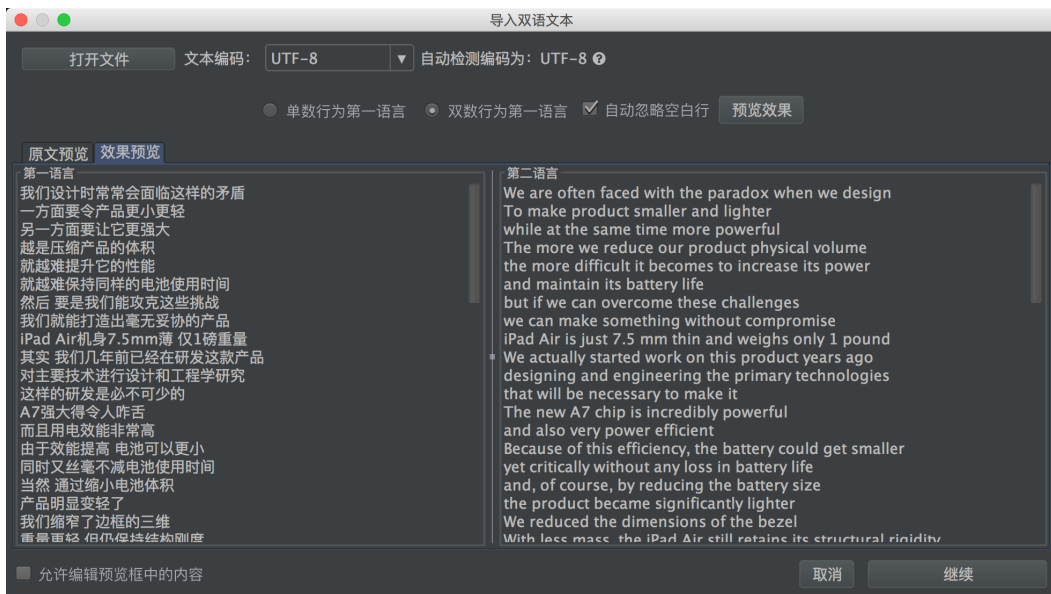 导入双语文本
打开文件 文本编码： UTF-8 自动检测编码为：UTF-8
单数行为第一语言 双数行为第一语言 自动忽略空白行 预览效果
原文预览 效果预览
第一语言
我们设计时常常会面临这样的矛盾
一方面要令产品更小更轻
另一方面要让它更强大
越是压缩产品的体积
就越难提升它的性能
就越难保持同样的电池使用时间
然后 要是我们能攻克这些挑战
我们就能打造出毫无妥协的产品
iPad Air机身7.5mm薄 仅1磅重量
其实 我们几年前已经在研发这款产品
对主要技术进行设计和工程学研究
这样的研发是必不可少的
A7强大得令人咋舌
而且用电效能非常高
由于效能提高 电池可以更小
同时又丝毫不减电池使用时间
当然 通过缩小电池体积
产品明显变轻了
我们缩窄了边框的三维
重量更轻 但仍保持结构刚度
第二语言
We are often faced with the paradox when we design
To make product smaller and lighter
while at the same time more powerful
The more we reduce our product physical volume
the more difficult it becomes to increase its power
and maintain its battery life
but if we can overcome these challenges
we can make something without compromise
iPad Air is just 7.5 mm thin and weighs only 1 pound
We actually started work on this product years ago
designing and engineering the primary technologies
that will be necessary to make it
The new A7 chip is incredibly powerful
and also very power efficient
Because of this efficiency, the battery could get smaller
yet critically without any loss in battery life
and, of course, by reducing the battery size
the product became significantly lighter
We reduced the dimensions of the bezel
With less mass, the iPad Air still retains its structural rigidity
允许编辑预览框中的内容 取消 继续